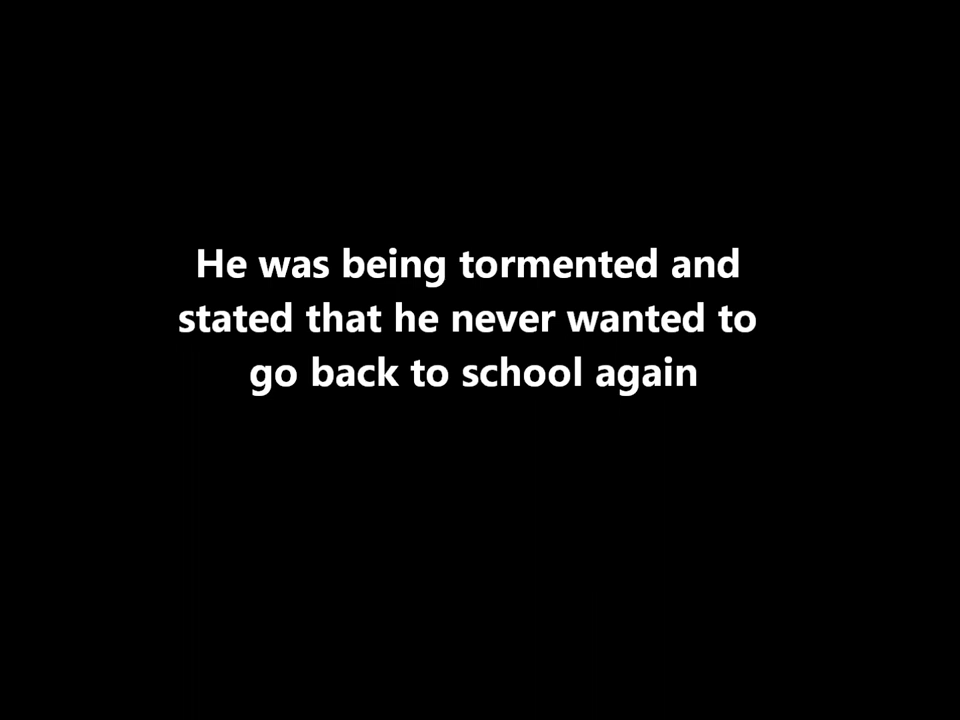 He was being tormented and
stated that he never wanted to
go back to school again